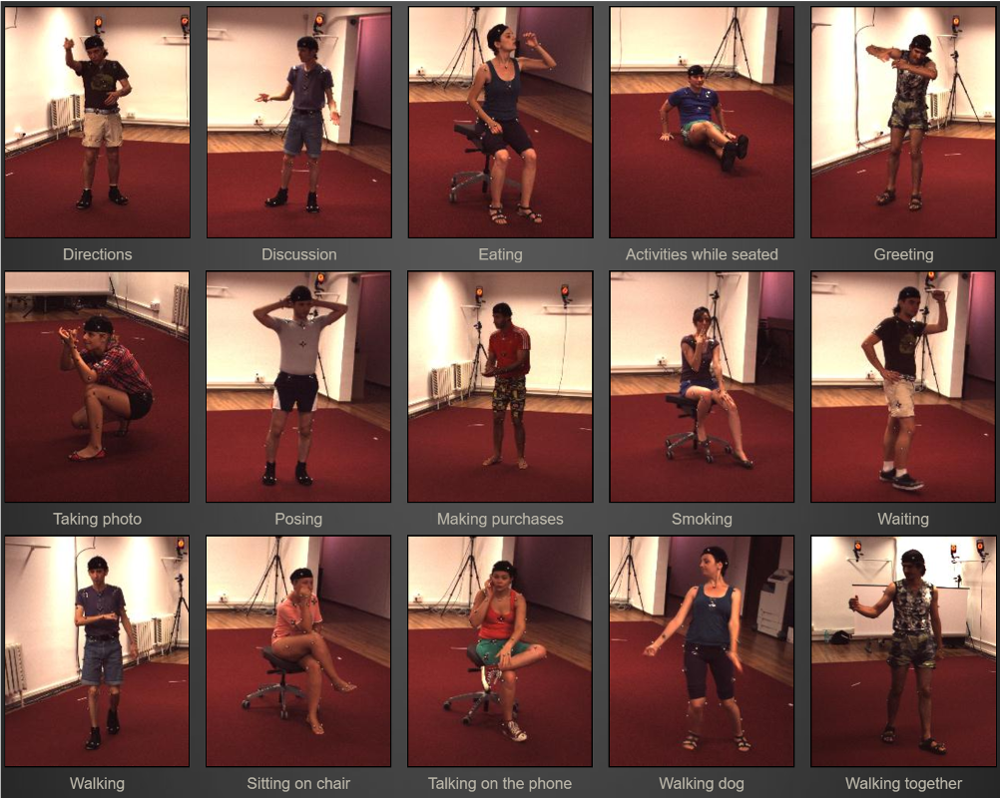 Directions
Discussion
Eating
Activities while seated
Greeting
Taking photo
Posing
Making purchases
Smoking
Waiting
Walking
Sitting on chair
Talking on the phone
Walking dog
Walking together